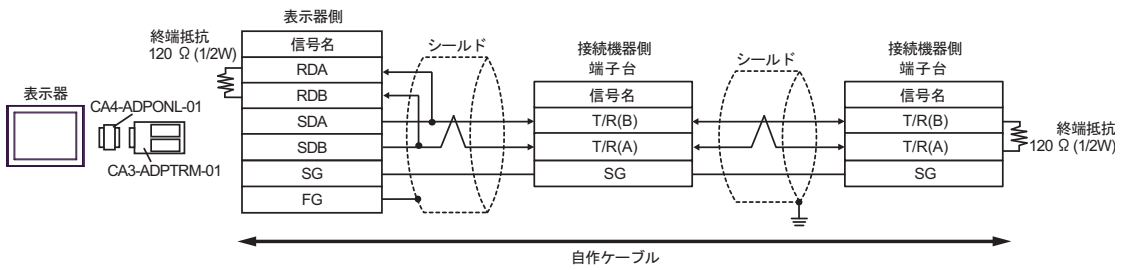 表示器
CA4-ADPONL-01
CA3-ADPTRM-01
終端抵抗
120 Ω (1/2W)
表示器側
信号名
RDA
RDB
SDA
SDB
SG
FG
シールド
接続機器側
端子台
信号名
T/R(B)
T/R(A)
SG
シールド
接続機器側
端子台
信号名
T/R(B)
T/R(A)
SG
終端抵抗
120 Ω (1/2W)
自作ケーブル